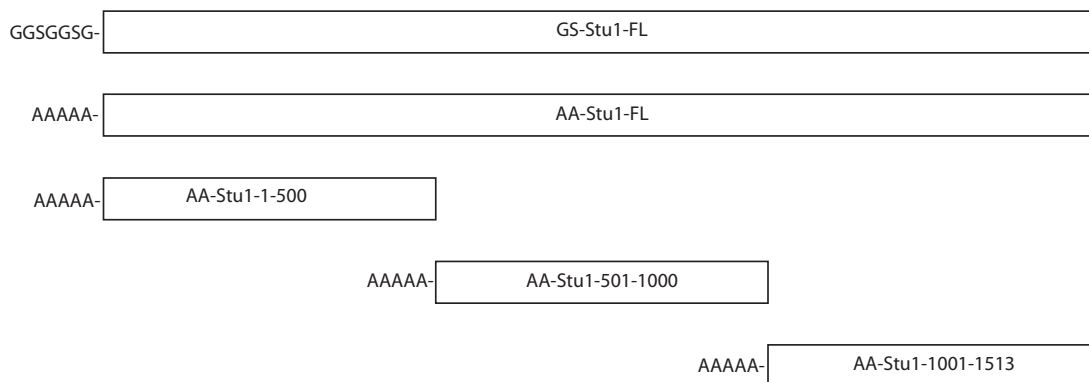 GGSGGSG- GS-Stu1-FL
AAAAA- AA-Stu1-FL
AAAAA- AA-Stu1-1-500
AAAAA- AA-Stu1-501-1000
AAAAA- AA-Stu1-1001-1513